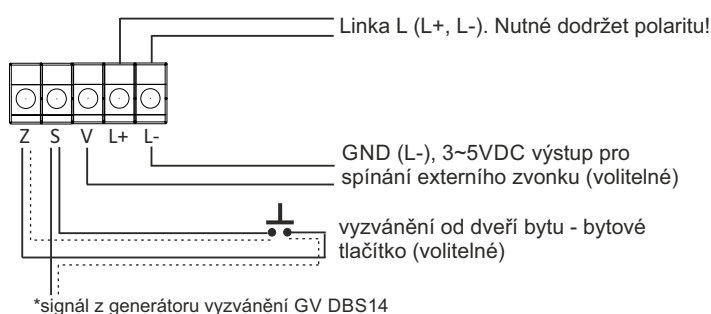 Linka L (L+, L-). Nutné dodržet polaritu!
Z S V L+ L-
GND (L-), 3~5VDC výstup pro
spínání externího zvonku (volitelné)
vyzvánění od dveří bytu - bytové
tlačítko (volitelné)
*signál z generátoru vyzvánění GV DBS14